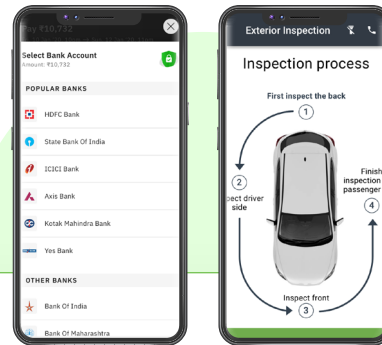 Pay ₹10,732
Select Bank Account
Amount: ₹10,732
POPULAR BANKS
HDFC Bank
State Bank Of India
ICICI Bank
Axis Bank
Kotak Mahindra Bank
Yes Bank
OTHER BANKS
Bank Of India
Bank Of Maharashtra
Exterior Inspection
Inspection process
First inspect the back
1
2
pect driver
side
Finish
inspection
passenger
4
Inspect front
3